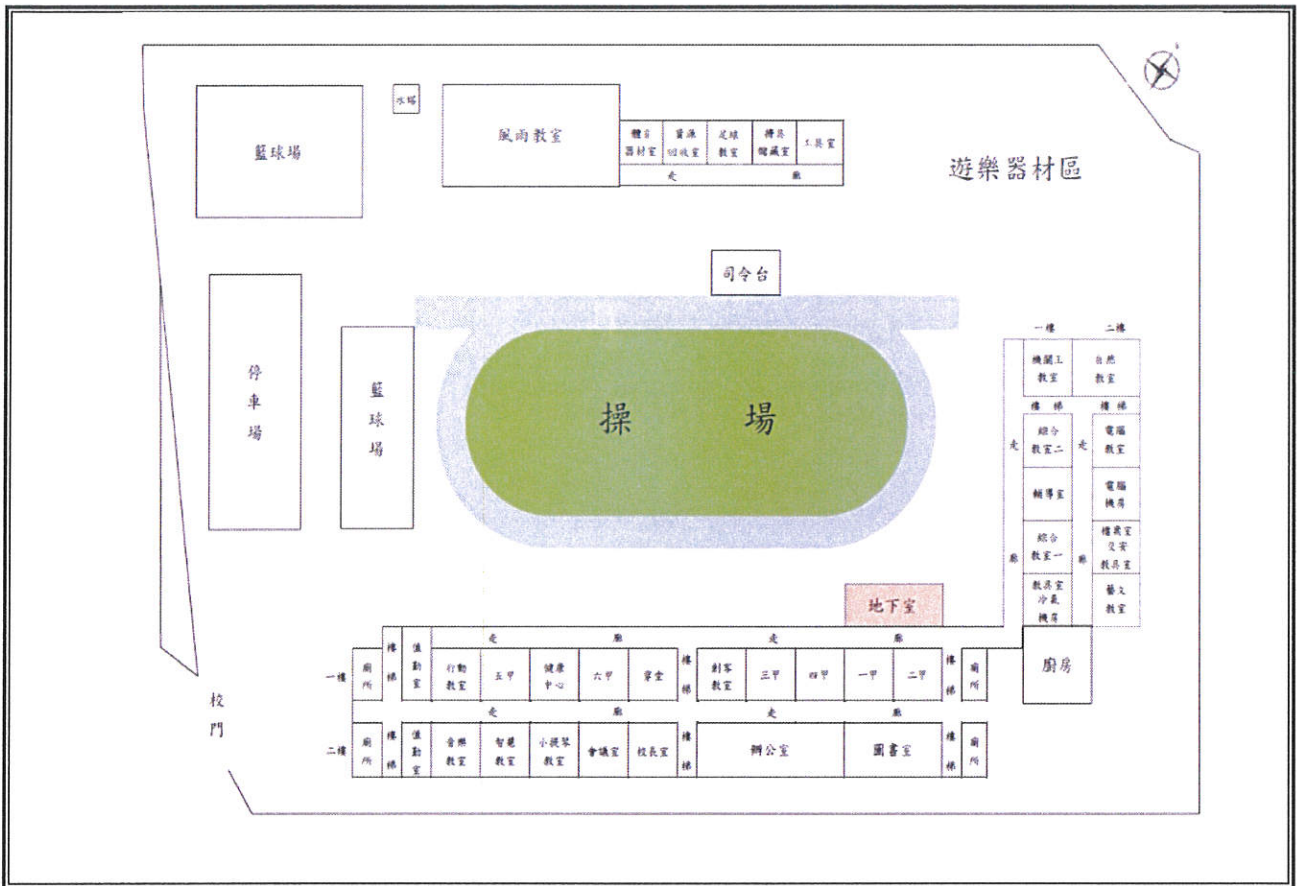 籃球場
水塔
風雨教室
體育
器材室
資源
回收室
足球
教室
儲藏室
工具室
走 廊
遊樂器材區
司令台
停
車
場
籃
球
場
操 場
一樓 二樓
機關王
教室
自然
教室
樓 梯 樓 梯
走
廊
走
廊
綜合
教室二
電腦
教室
輔導室
電腦
機房
綜合
教室一
教具室
教具室
冷氣
機房
藝文
教室
地下室
廚房
校
門
走 廊 走 廊
一樓
廁
所
樓
梯
值
勤
室
行動
教室
五甲
健康
中心
六甲
穿堂
樓
梯
創客
教室
三甲
四甲
一甲
二甲
樓
梯
廁
所
走 廊 走 廊
二樓
廁
所
樓
梯
值
勤
室
音樂
教室
智慧
教室
小提琴
教室
會議室
校長室
樓
梯
辦公室
圖書室
樓
梯
廁
所